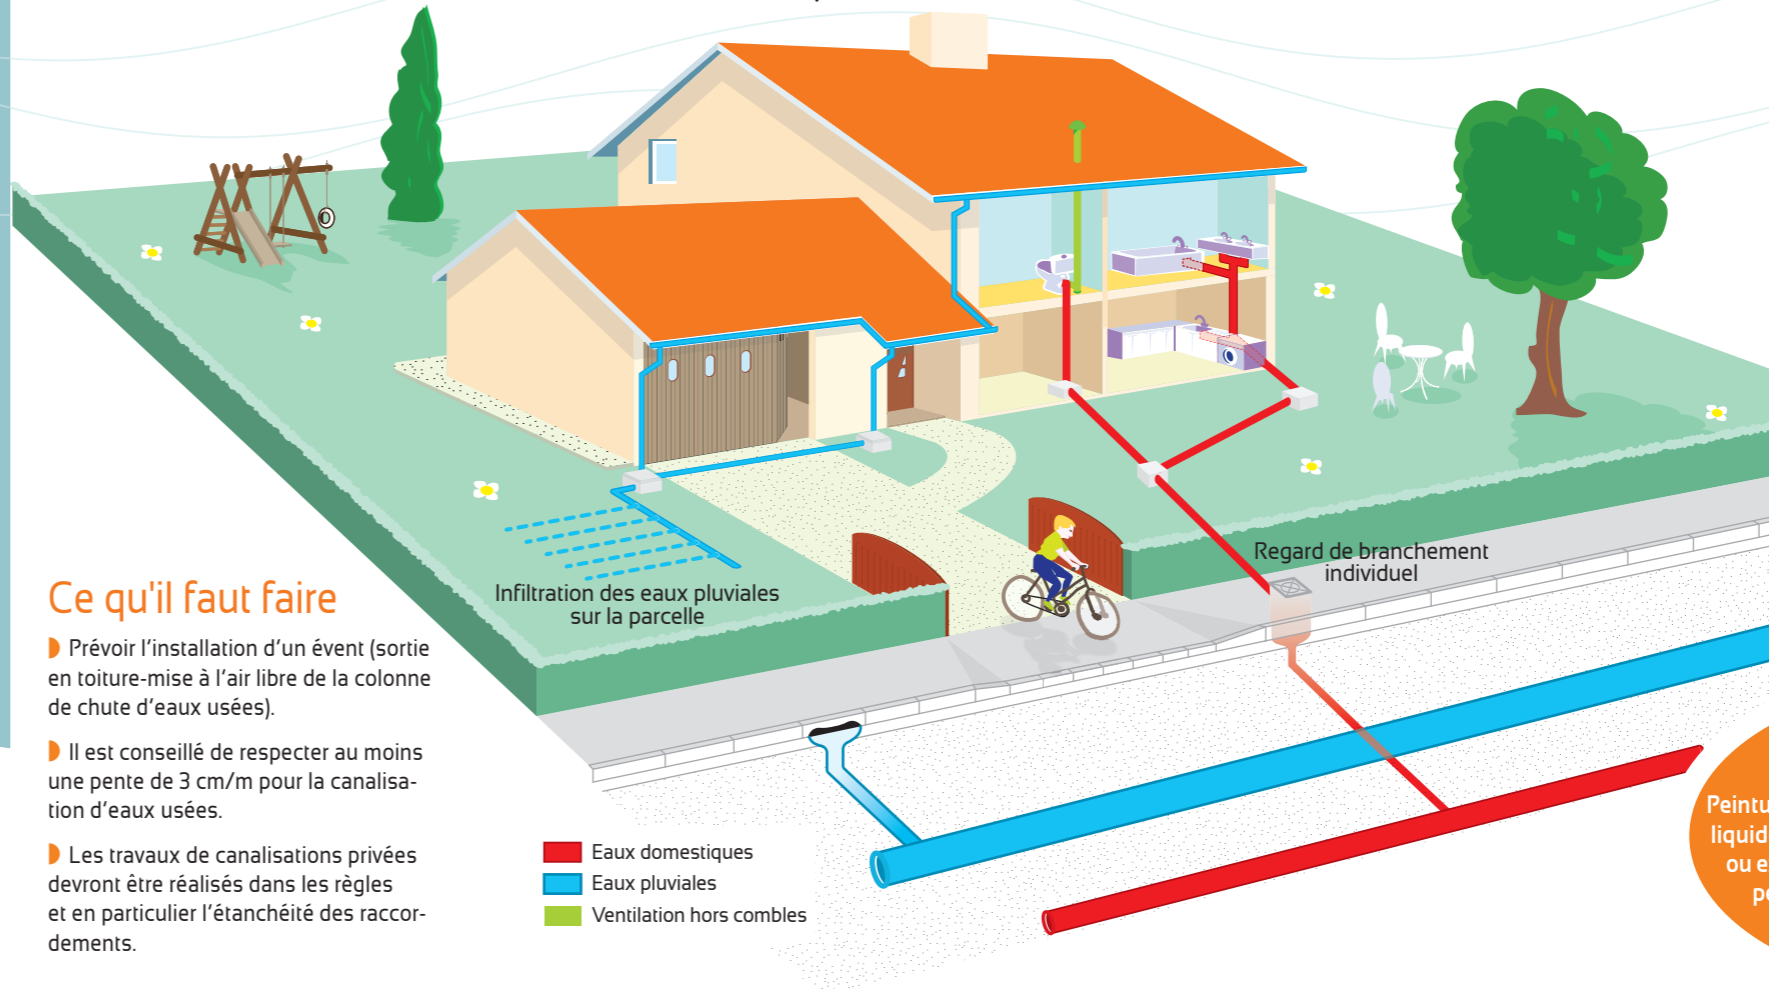 Regard de branchement
individuel
Infiltration des eaux pluviales
sur la parcelle
Ce qu'il faut faire
Prévoir l'installation d'un évent (sortie
en toiture-mise à l'air libre de la colonne
de chute d'eaux usées).
Il est conseillé de respecter au moins
une pente de 3 cm/m pour la canalisa-
tion d'eaux usées.
Les travaux de canalisations privées
devront être réalisés dans les règles
et en particulier l'étanchéité des raccor-
dements.
Eaux domestiques
Eaux pluviales
Ventilation hors combles
liquid
ou